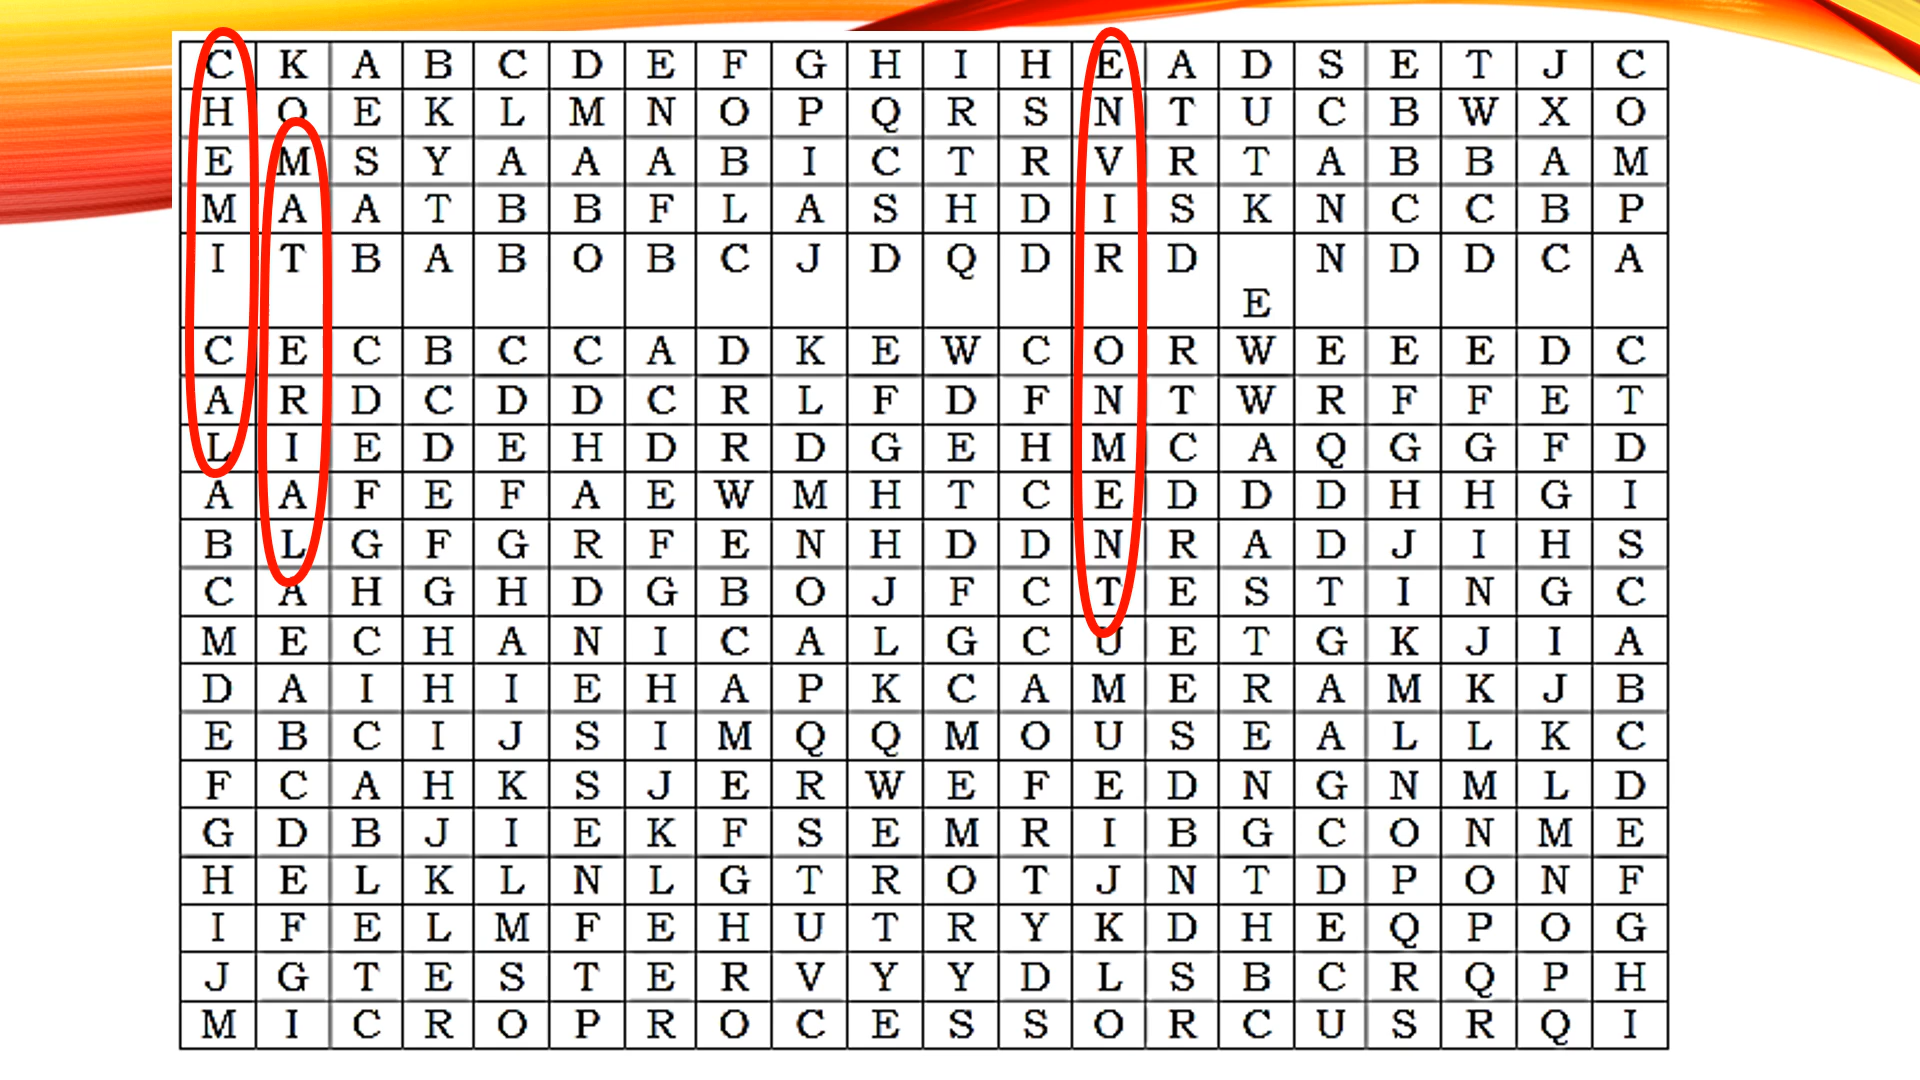 C K A B C D E F G H I H E A D S E T J C
H O E K L M N O P Q R S N T U C B W X O
E M S Y A A A B I C T R V R T A B B A M
M A A T B B F L A S H D I S K N C C B P
I T B A B O B C J D Q D R D E N D D C A
C E C B C C A D K E W C O R W E E E D C
A R D C D D C R L F D F N T W R F F E T
L I E D E H D R D G E H M C A Q G G F D
A A F E F A E W M H T C E D D D H H G I
B L G F G R F E N H D D N R A D J I H S
C A H G H D G B O J F C T E S T I N G C
M E C H A N I C A L G C U E T G K J I A
D A I H I E H A P K C A M E R A M K J B
E B C I J S I M Q Q M O U S E A L L K C
F C A H K S J E R W E F E D N G N M L D
G D B J I E K F S E M R I B G C O N M E
H E L K L N L G T R O T J N T D P O N F
I F E L M F E H U T R Y K D H E Q P O G
J G T E S T E R V Y Y D L S B C R Q P H
M I C R O P R O C E S S O R C U S R Q I